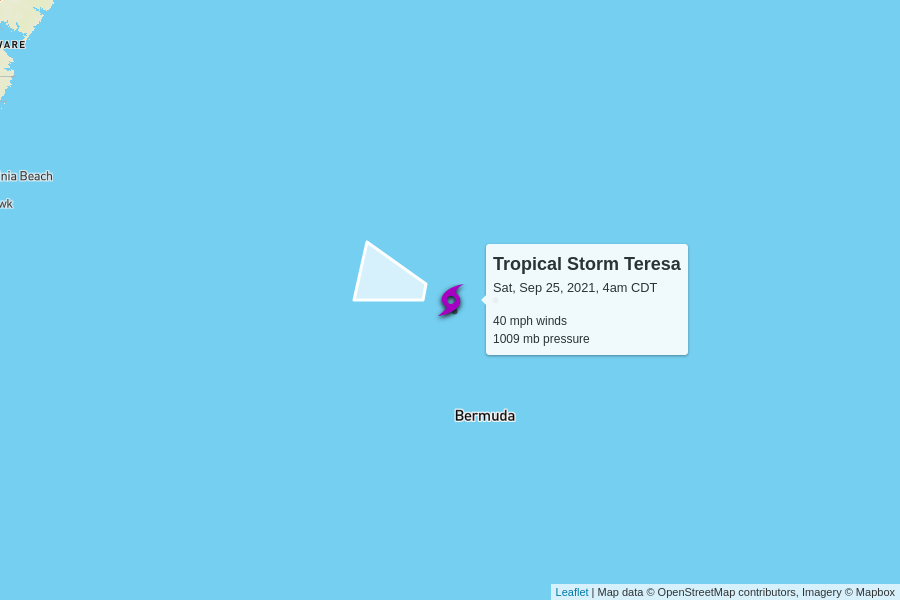 WARE
nia Beach
wk
Tropical Storm Teresa
Sat, Sep 25, 2021, 4am CDT
40 mph winds
1009 mb pressure
Bermuda
Leaflet | Map data © OpenStreetMap contributors, Imagery © Mapbox